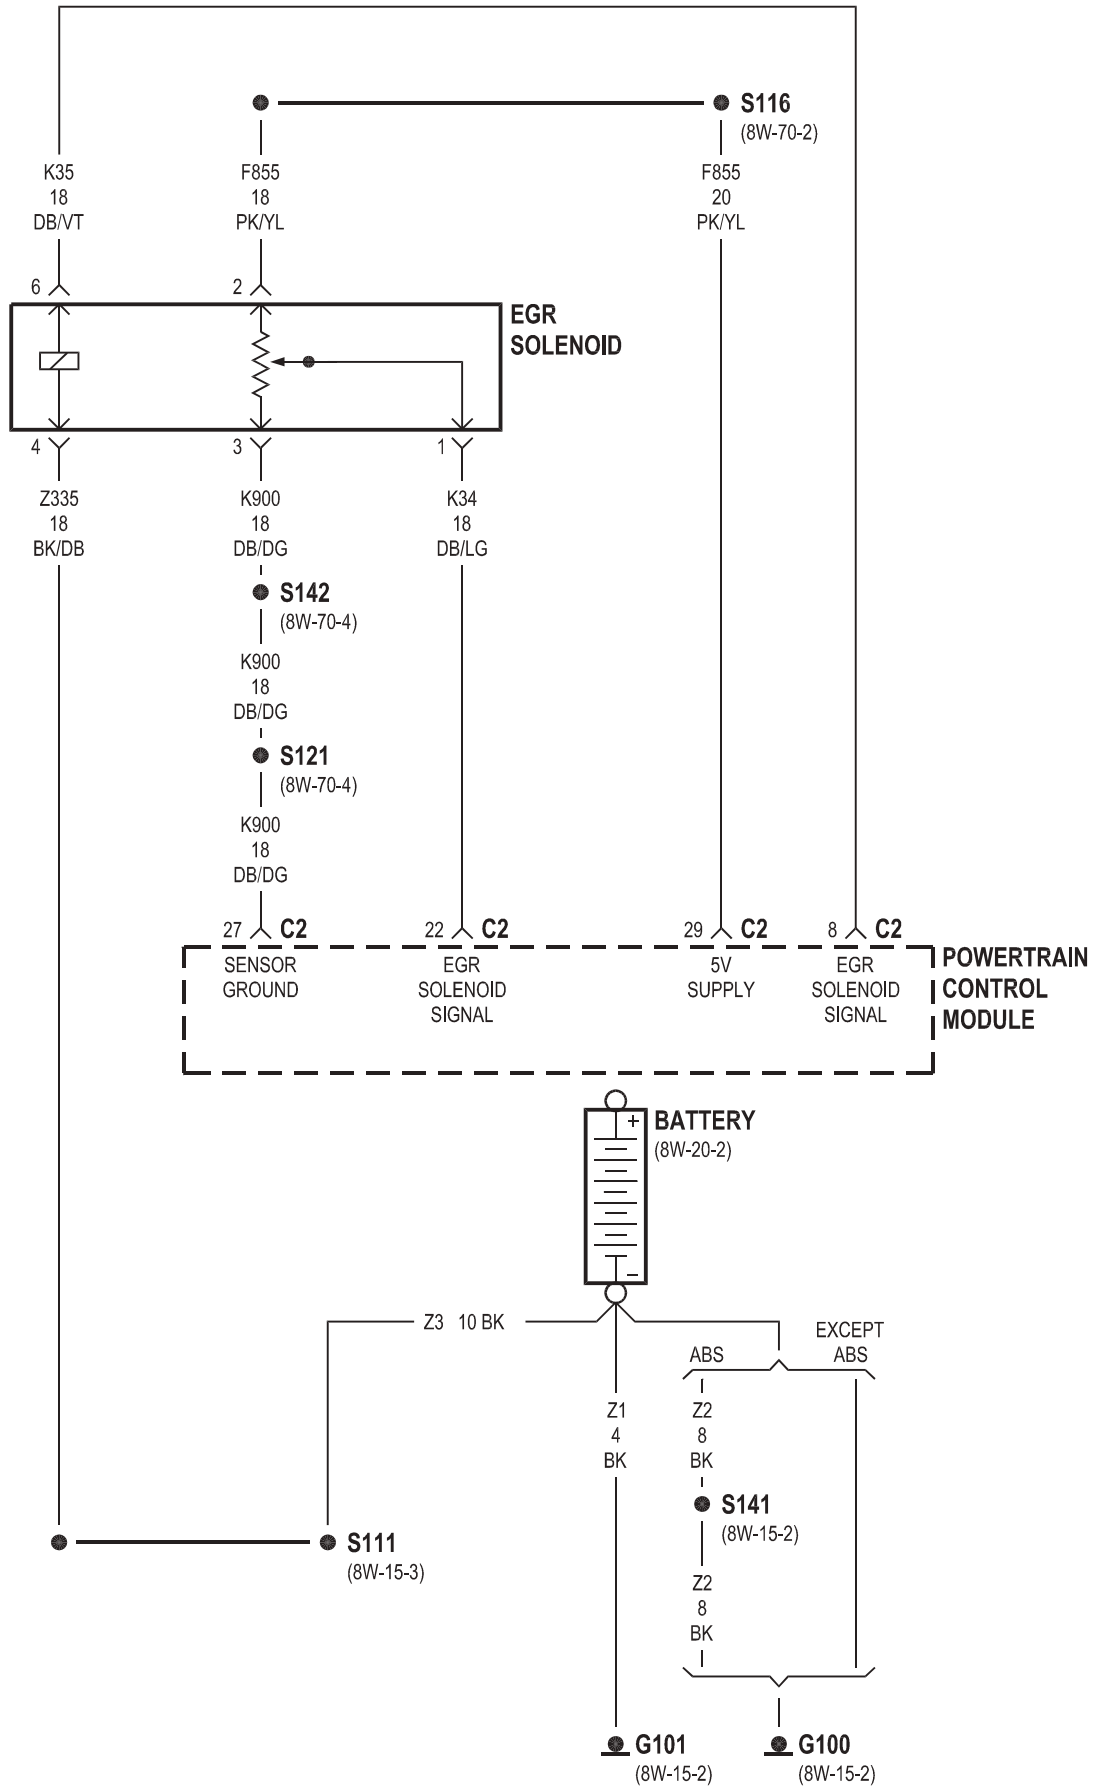 S116
(8W-70-2)
K35
18
DB/VT
F855
18
PK/YL
F855
20
PK/YL
6
2
EGR
SOLENOID
4
3
1
Z335
18
BK/DB
K900
18
DB/DG
K34
18
DB/LG
S142
(8W-70-4)
K900
18
DB/DG
S121
(8W-70-4)
K900
18
DB/DG
27 C2
22 C2
29 C2
8 C2
SENSOR
GROUND
EGR
SOLENOID
SIGNAL
5V
SUPPLY
EGR
SOLENOID
SIGNAL
POWERTRAIN
CONTROL
MODULE
+
BATTERY
(8W-20-2)
–
Z3 10 BK
EXCEPT
ABS
ABS
Z1
4
BK
Z2
8
BK
S141
(8W-15-2)
S111
(8W-15-3)
Z2
8
BK
G101
(8W-15-2)
G100
(8W-15-2)